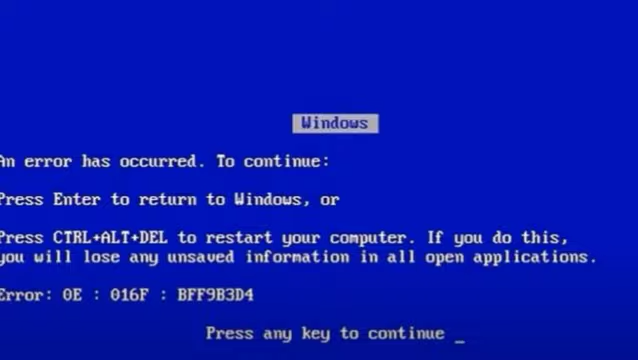 Windows
An error has occurred. To continue:
Press Enter to return to Windows, or
Press CTRL+ALT+DEL to restart your computer. If you do this,
you will lose any unsaved information in all open applications.
Error: 0E : 016F : BFF9B3D4
Press any key to continue _